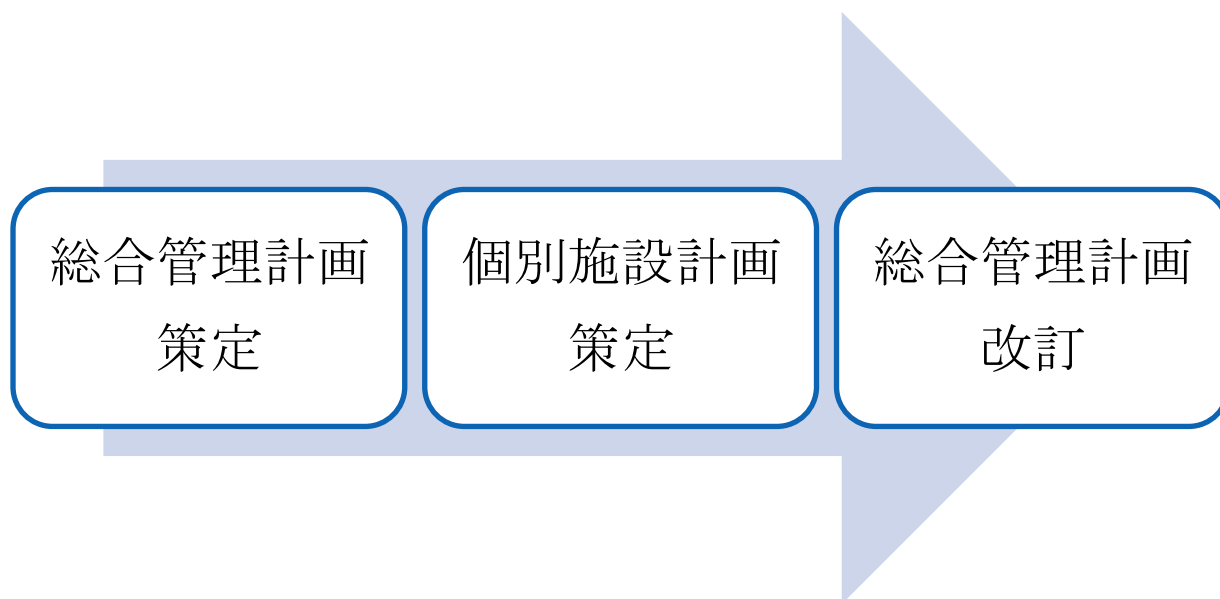 総合管理計画
策定
個別施設計画
策定
総合管理計画
改訂